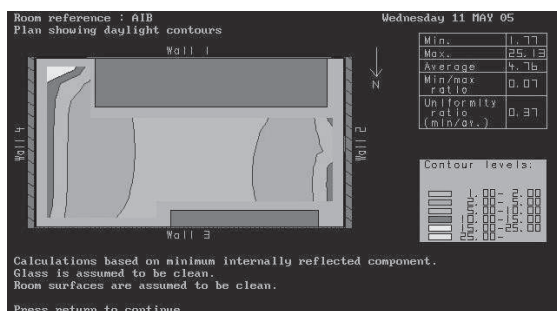 Room reference : AIB
Wednesday 11 MAY 05
Plan showing daylight contours
Wall 1
N
Wall 4
Wall 2
Wall 3
Min. 1.77
Max. 25.13
Average 4.76
Min/max ratio 0.07
Uniformity ratio (min/av.) 0.37
Contour levels:
1.00- 2.00
2.00- 5.00
5.00- 10.00
10.00- 15.00
15.00- 25.00
25.00-
Calculations based on minimum internally reflected component.
Glass is assumed to be clean.
Room surfaces are assumed to be clean.
Press return to continue